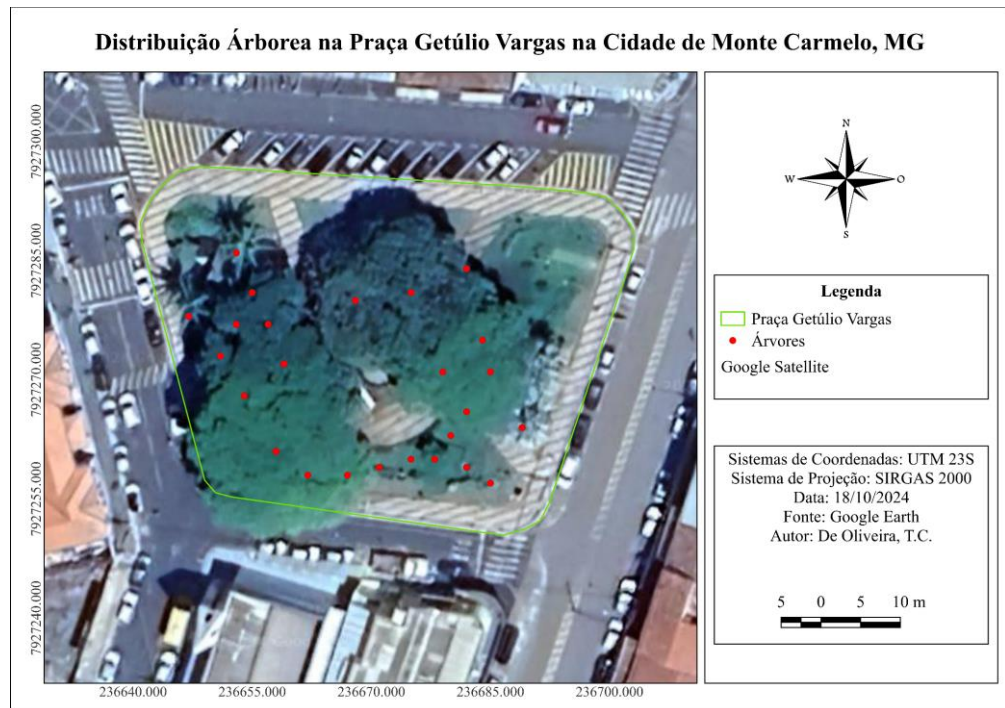 Distribuição Árborea na Praça Getúlio Vargas na Cidade de Monte Carmelo, MG
7927300.000
7927285.000
7927270.000
7927255.000
7927240.000
236640.000
236655.000
236670.000
236685.000
236700.000
N
W
O
S
Legenda
Praça Getúlio Vargas
Árvores
Google Satellite
Sistemas de Coordenadas: UTM 23S
Sistema de Projeção: SIRGAS 2000
Data: 18/10/2024
Fonte: Google Earth
Autor: De Oliveira, T.C.
5 0 5 10 m